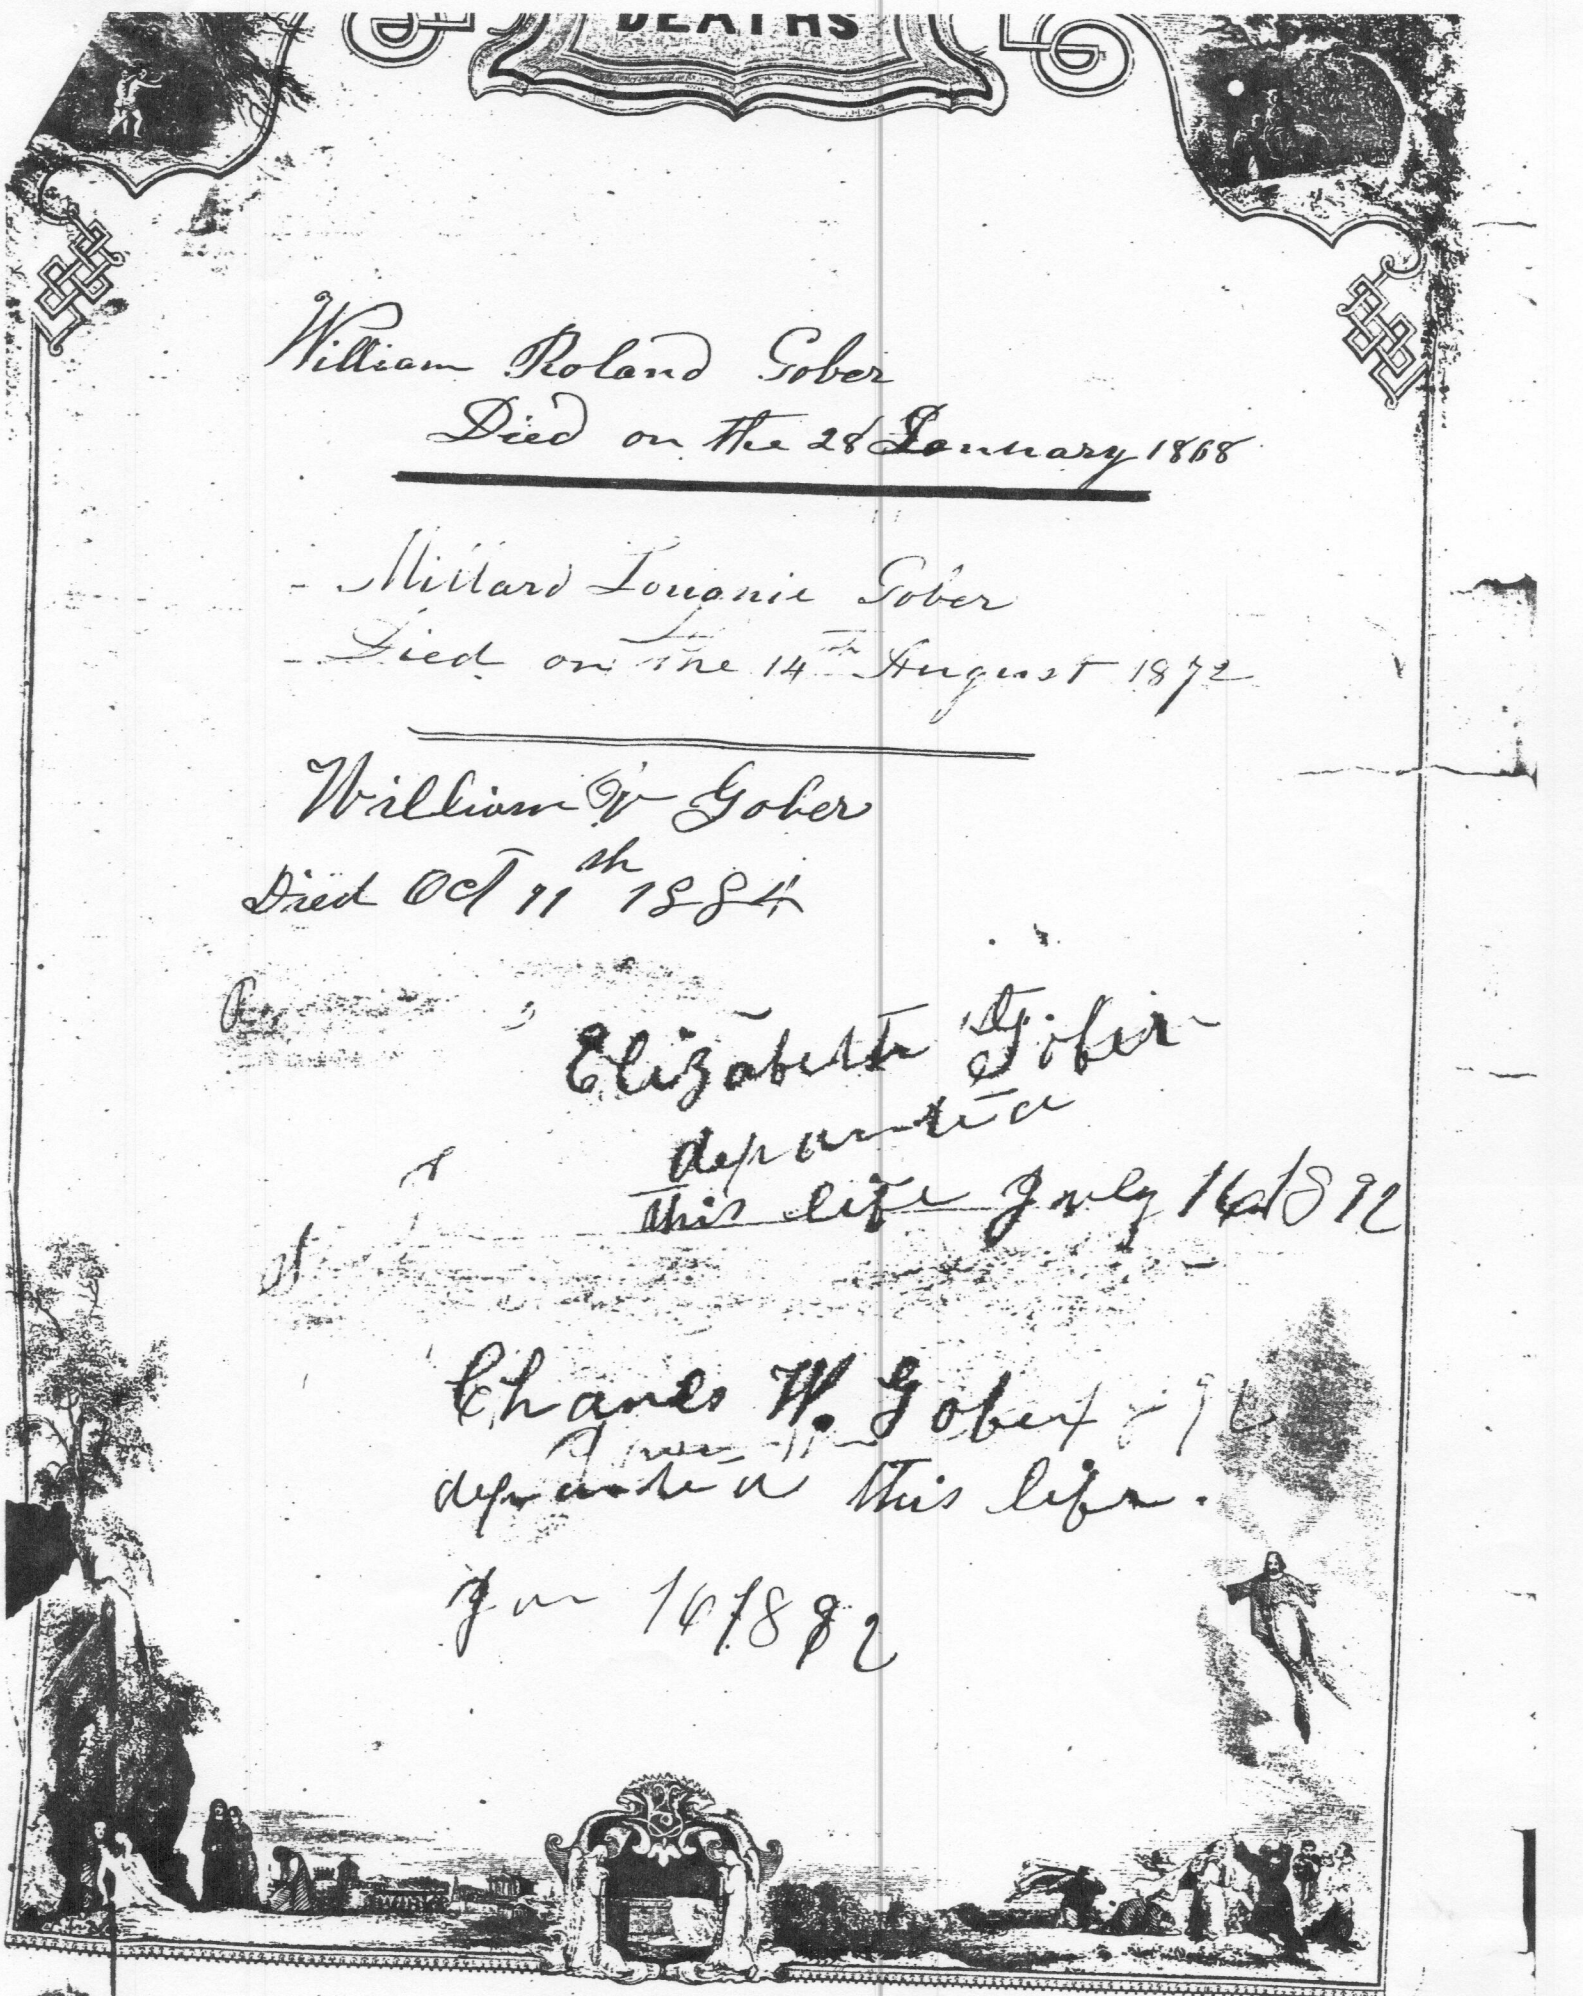 DEATHS
William Roland Gober
Died on the 28 January 1868
Millard Gober
Died on the 14th August 1872
William Gober
Died Oct 11th 1884
Elizabeth Gober
departed
this life July 1892
Charles W. Gober
departed this life.
Jan 16 1892